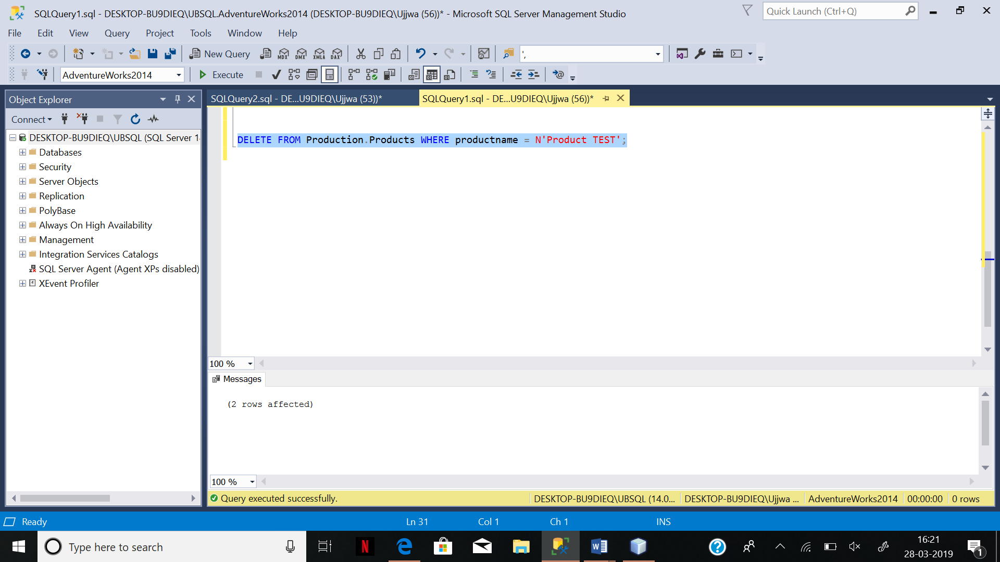 SQLQuery1.sql - DESKTOP-BU9DIEQ\UBSQL.AdventureWorks2014 (DESKTOP-BU9DIEQ\Ujjwa (56))* - Microsoft SQL Server Management Studio
Quick Launch (Ctrl+Q)
File Edit View Query Project Tools Window Help
New Query MDX DMX XMLA DAX ',
AdventureWorks2014 Execute
Object Explorer
SQLQuery2.sql - DE...U9DIEQ\Ujjwa (53))*
SQLQuery1.sql - DE...U9DIEQ\Ujjwa (56))*
Connect
DESKTOP-BU9DIEQ\UBSQL (SQL Server 1
Databases
Security
Server Objects
Replication
PolyBase
Always On High Availability
Management
Integration Services Catalogs
SQL Server Agent (Agent XPs disabled)
XEvent Profiler
DELETE FROM Production.Products WHERE productname = N'Product TEST';
100 %
Messages
(2 rows affected)
100 %
Query executed successfully.
DESKTOP-BU9DIEQ\UBSQL (14.0... DESKTOP-BU9DIEQ\Ujjwa ... AdventureWorks2014 00:00:00 0 rows
Ready Ln 31 Col 1 Ch 1 INS
Type here to search
N
W
16:21
28-03-2019
1